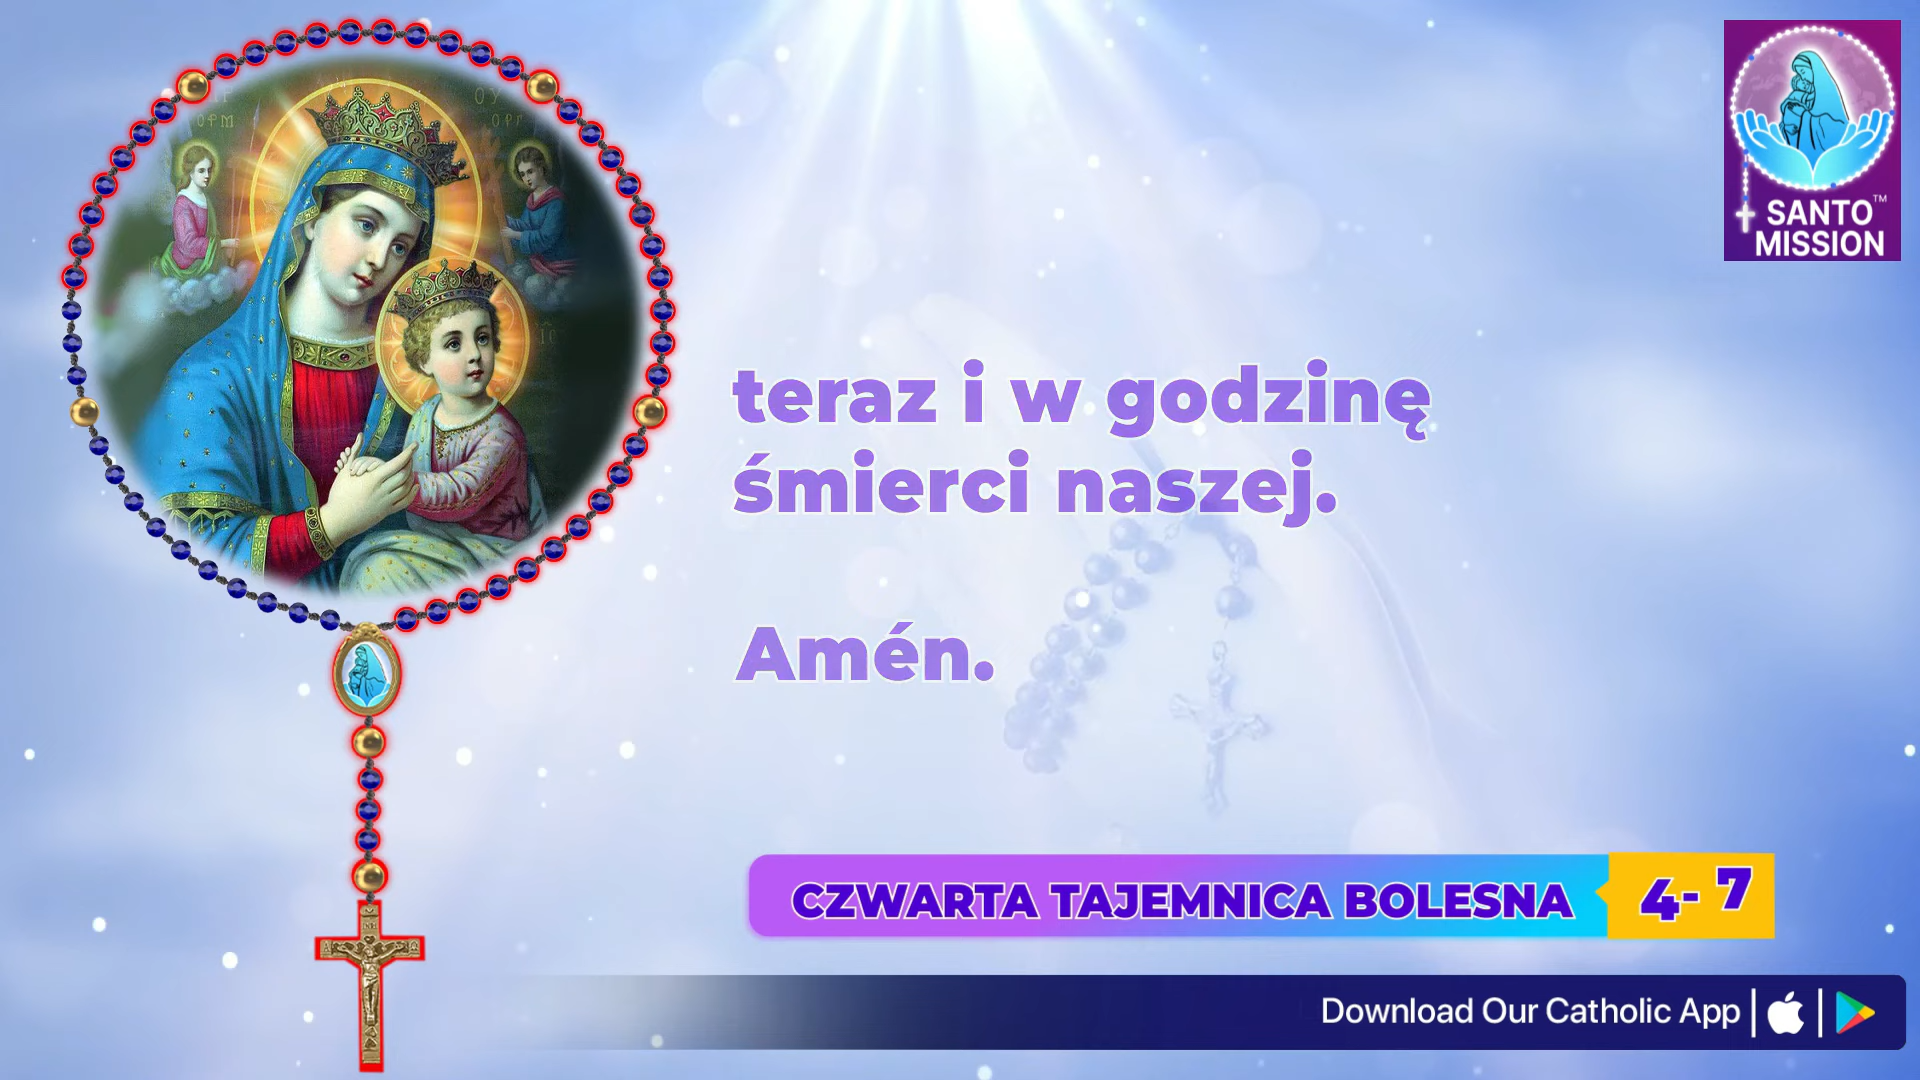 SANTO™
MISSION
teraz i w godzinę
śmierci naszej.
Amén.
CZWARTA TAJEMNICA BOLESNA 4- 7
Download Our Catholic App